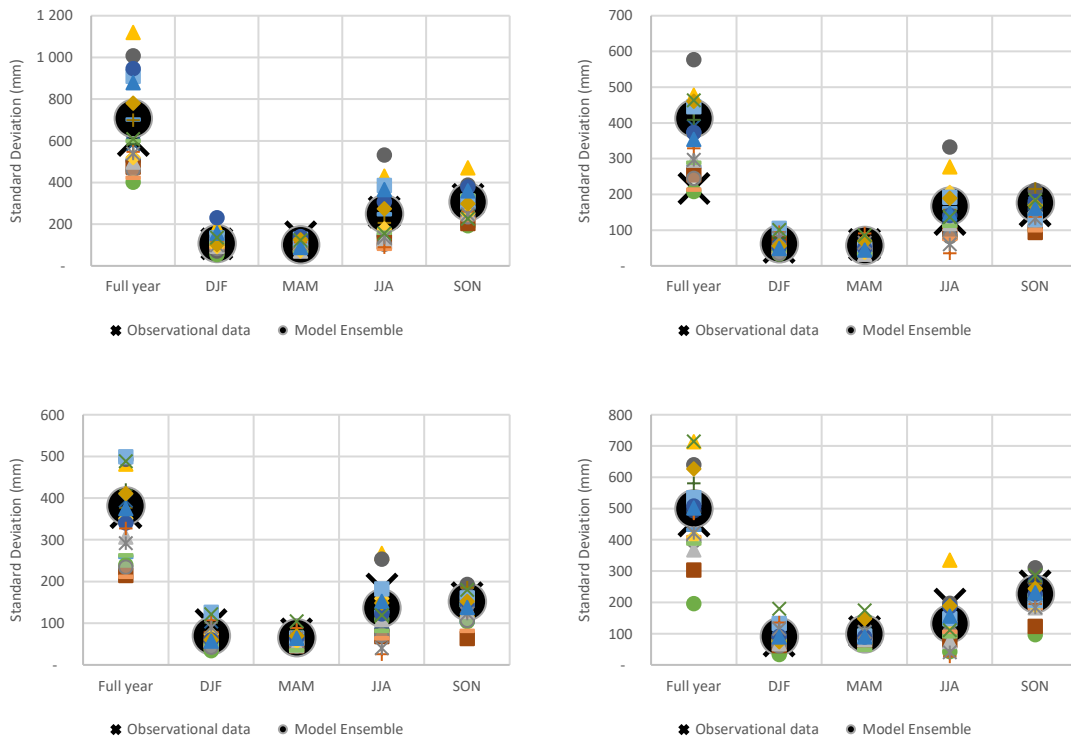 1 200
1 000
800
600
400
200
-
Standard Deviation (mm)
Full year DJF MAM JJA SON
Observational data Model Ensemble
700
600
500
400
300
200
100
-
Standard Deviation (mm)
Full year DJF MAM JJA SON
Observational data Model Ensemble
600
500
400
300
200
100
-
Standard Deviation (mm)
Full year DJF MAM JJA SON
Observational data Model Ensemble
800
700
600
500
400
300
200
100
-
Standard Deviation (mm)
Full year DJF MAM JJA SON
Observational data Model Ensemble